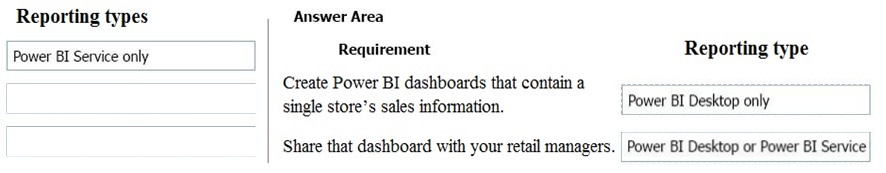 Reporting types
Power BI Service only
Answer Area
Requirement
Reporting type
Create Power BI dashboards that contain a
single store's sales information.
Power BI Desktop only
Share that dashboard with your retail managers.
Power BI Desktop or Power BI Service